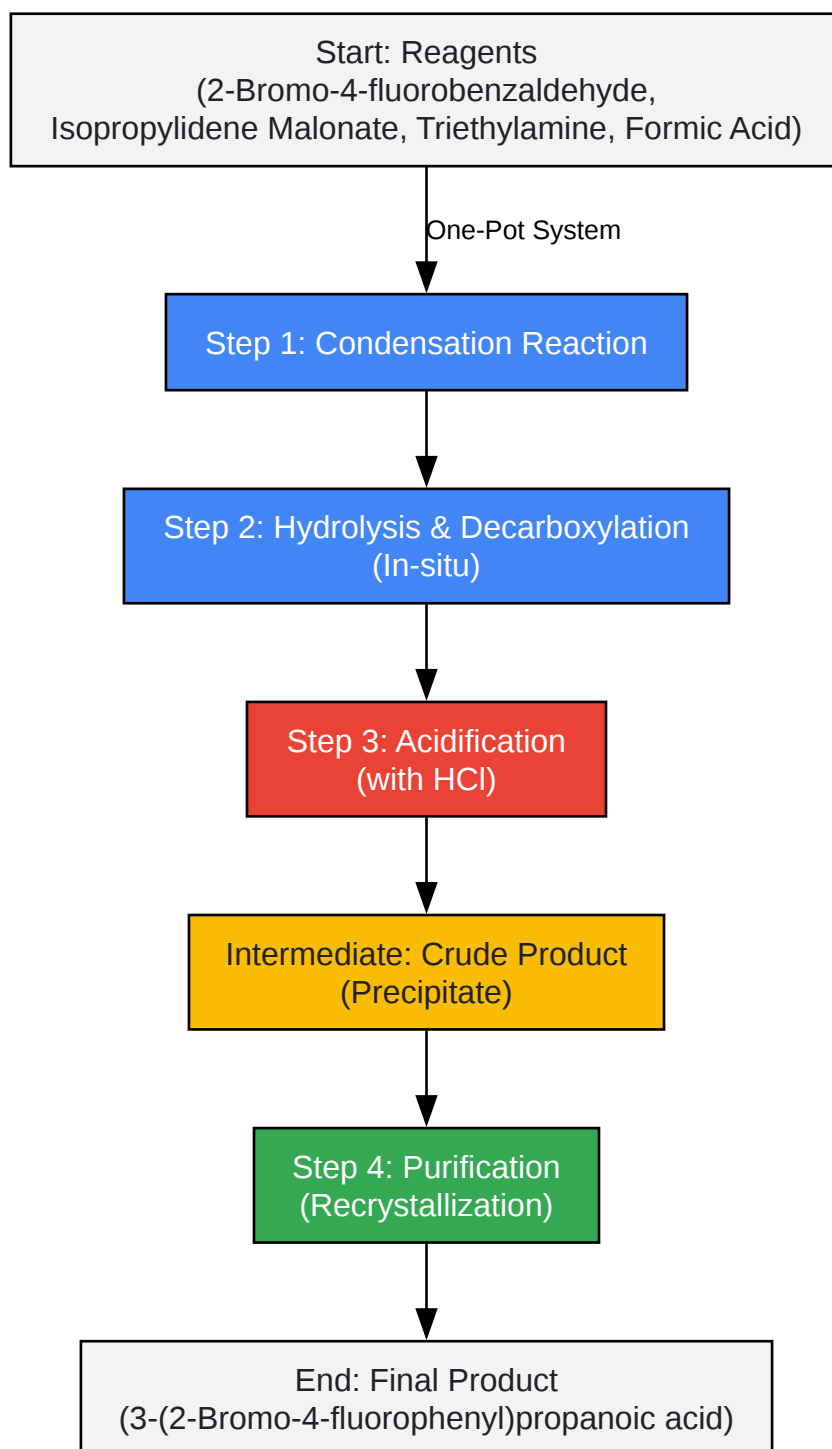 Start: Reagents
(2-Bromo-4-fluorobenzaldehyde,
Isopropylidene Malonate, Triethylamine, Formic Acid)
One-Pot System
Step 1: Condensation Reaction
Step 2: Hydrolysis & Decarboxylation
(In-situ)
Step 3: Acidification
(with HCl)
Intermediate: Crude Product
(Precipitate)
Step 4: Purification
(Recrystallization)
End: Final Product
(3-(2-Bromo-4-fluorophenyl)propanoic acid)